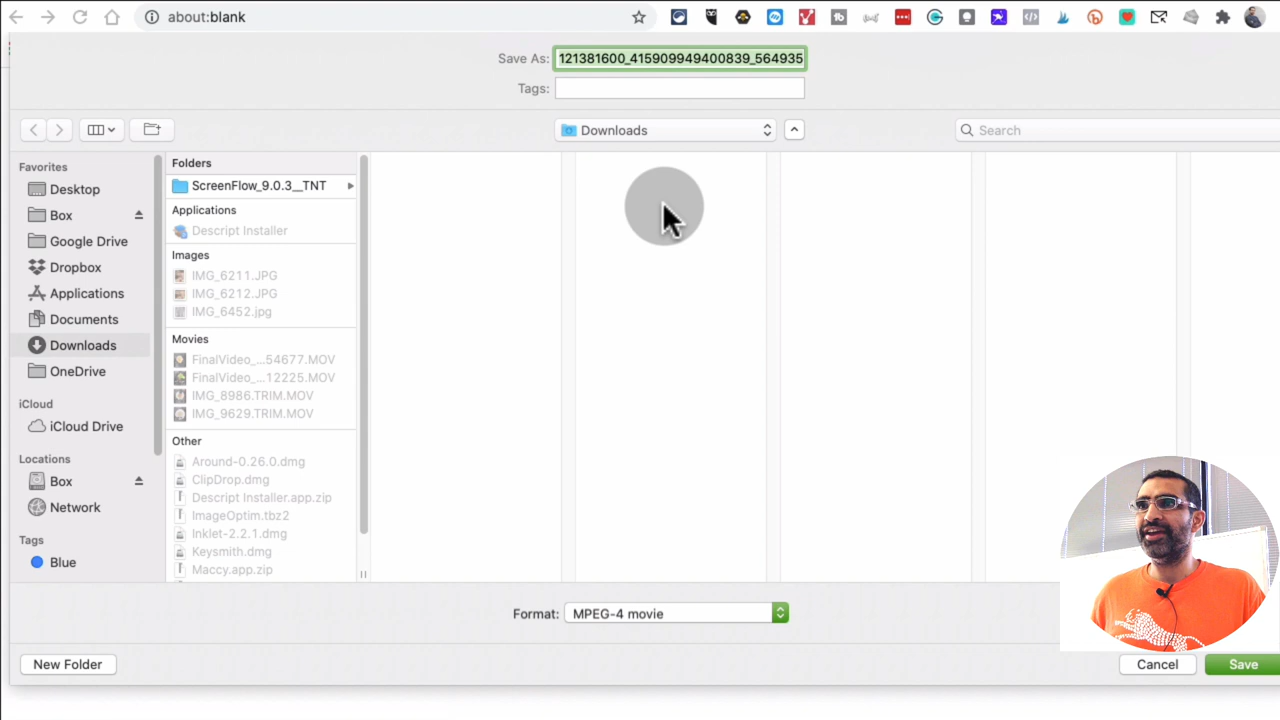 about:blank
Save As: 121381600_415909949400839_564935
Tags:
Downloads
Search
Favorites
Desktop
Box
Google Drive
Dropbox
Applications
Documents
Downloads
OneDrive
iCloud
iCloud Drive
Locations
Box
Network
Tags
Blue
Folders
ScreenFlow_9.0.3__TNT
Applications
Descript Installer
Images
IMG_6211.JPG
IMG_6212.JPG
IMG_6452.jpg
Movies
FinalVideo_...54677.MOV
FinalVideo_...12225.MOV
IMG_8986.TRIM.MOV
IMG_9629.TRIM.MOV
Other
Around-0.26.0.dmg
ClipDrop.dmg
Descript Installer.app.zip
ImageOptim.tbz2
Inklet-2.2.1.dmg
Keysmith.dmg
Maccy.app.zip
Format: MPEG-4 movie
New Folder
Cancel
Save